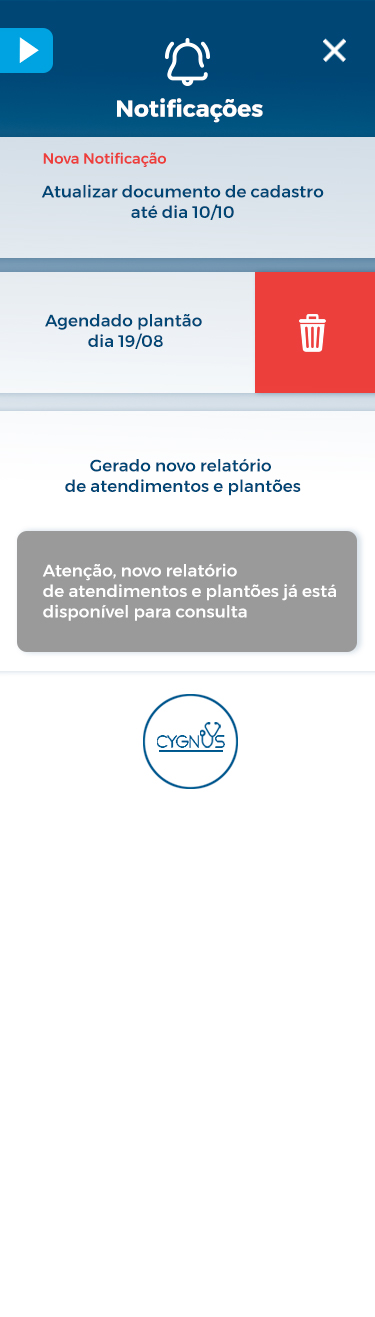 Notificações
Nova Notificação
Atualizar documento de cadastro
até dia 10/10
Agendado plantão
dia 19/08
Gerado novo relatório
de atendimentos e plantões
Atenção, novo relatório
de atendimentos e plantões já está
disponível para consulta
CYGNUS